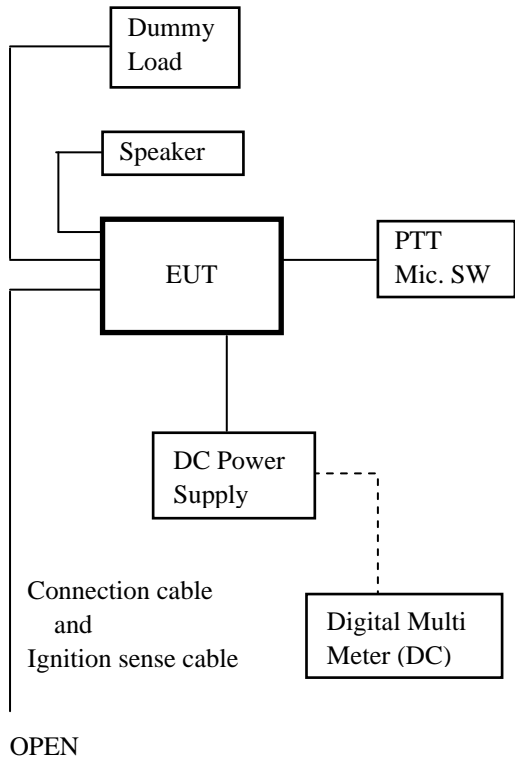 Dummy
Load
Speaker
EUT
PTT
Mic. SW
DC Power
Supply
Connection cable
and
Ignition sense cable
Digital Multi
Meter (DC)
OPEN